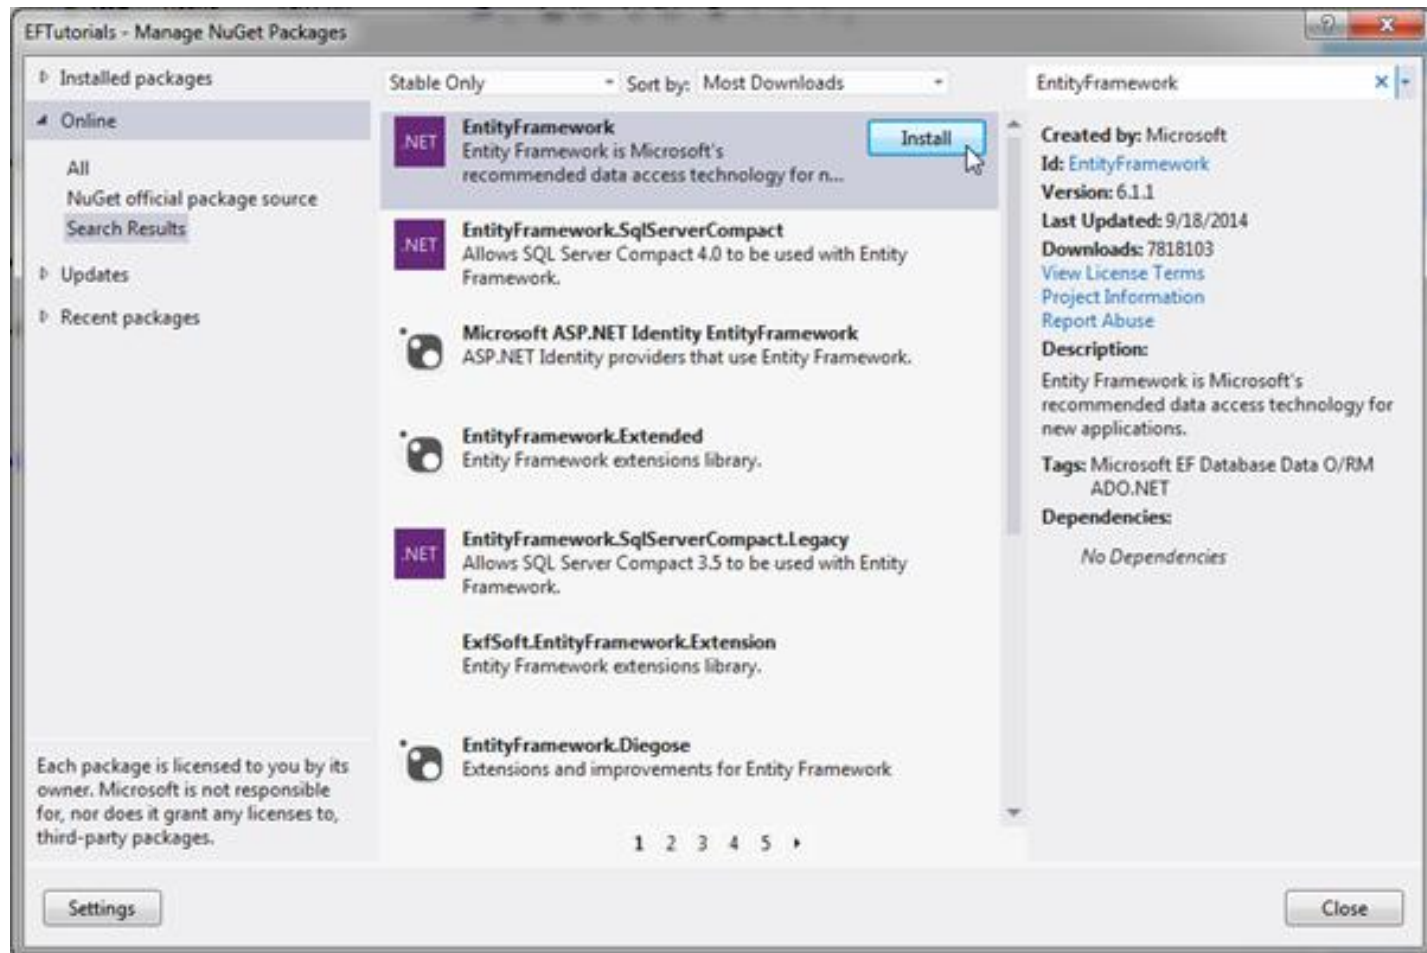 EFTutorials - Manage NuGet Packages
Installed packages
Online
All
NuGet official package source
Search Results
Updates
Recent packages
Each package is licensed to you by its
owner. Microsoft is not responsible
for, nor does it grant any licenses to,
third-party packages.
Stable Only
Sort by: Most Downloads
.NET
EntityFramework
Entity Framework is Microsoft's
recommended data access technology for n...
Install
.NET
EntityFramework.SqlServerCompact
Allows SQL Server Compact 4.0 to be used with Entity
Framework.
Microsoft ASP.NET Identity EntityFramework
ASP.NET Identity providers that use Entity Framework.
EntityFramework.Extended
Entity Framework extensions library.
.NET
EntityFramework.SqlServerCompact.Legacy
Allows SQL Server Compact 3.5 to be used with Entity
Framework.
ExfSoft.EntityFramework.Extension
Entity Framework extensions library.
EntityFramework.Diegose
Extensions and improvements for Entity Framework
1 2 3 4 5
EntityFramework
Created by: Microsoft
Id: EntityFramework
Version: 6.1.1
Last Updated: 9/18/2014
Downloads: 7818103
View License Terms
Project Information
Report Abuse
Description:
Entity Framework is Microsoft's
recommended data access technology for
new applications.
Tags: Microsoft EF Database Data O/RM
ADO.NET
Dependencies:
No Dependencies
Settings
Close